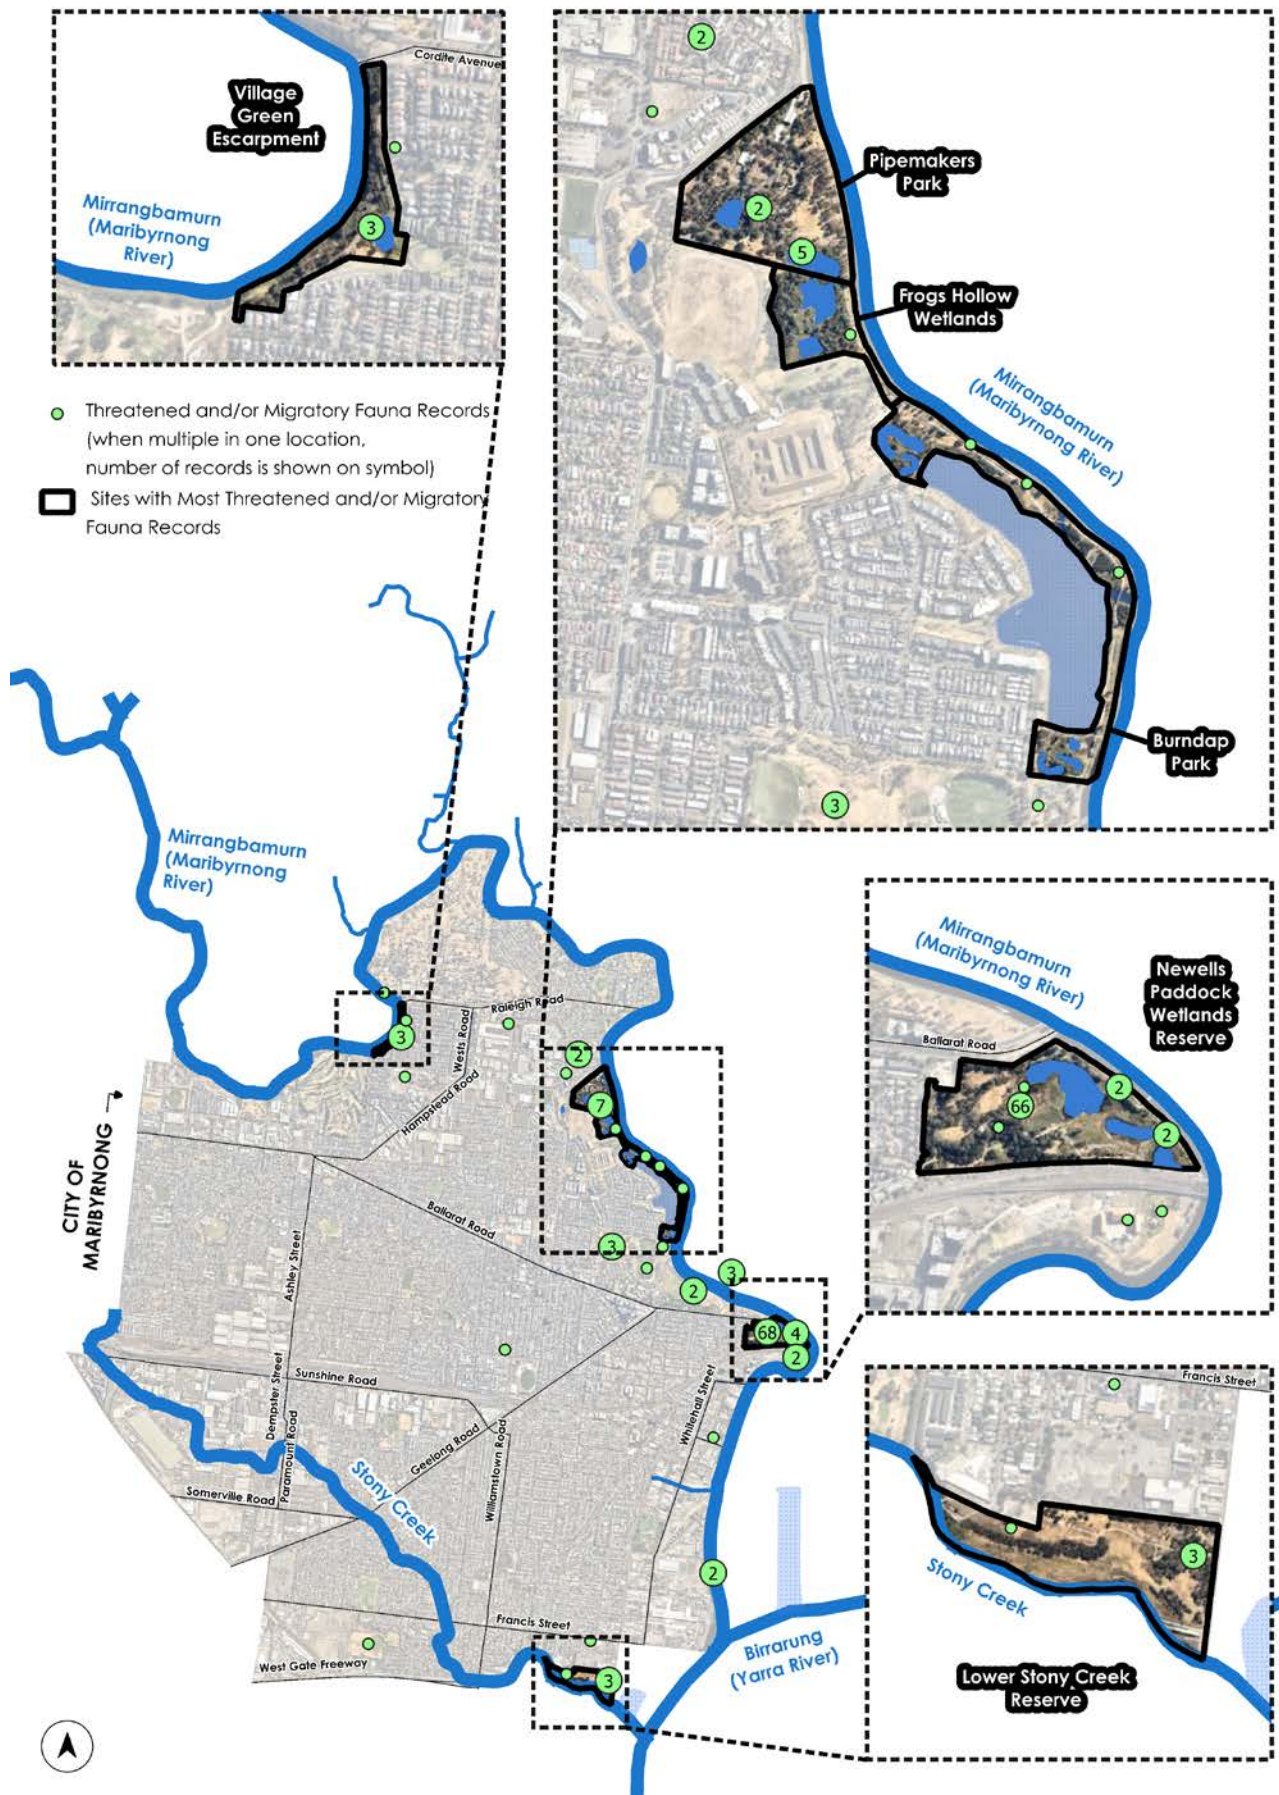 Cordite Avenue
Village
Green
Escarpment
Mirrangbamurn
(Maribyrnong
River)
3
Threatened and/or Migratory Fauna Records
(when multiple in one location,
number of records is shown on symbol)
Sites with Most Threatened and/or Migratory
Fauna Records
2
Pipemakers
Park
2
5
Frogs Hollow
Wetlands
Mirrangbamurn
(Maribyrnong River)
Burndap
Park
3
Mirrangbamurn
(Maribyrnong
River)
Raleigh Road
Wests Road
Hampstead Road
3
2
7
CITY OF
MARIBYRNONG
Ballarat Road
Ashley Street
3
3
2
68
4
2
Sunshine Road
Dempster Street
Paramount Road
Geelong Road
Williamstown Road
Whitehall Street
Somerville Road
Stony Creek
2
Francis Street
West Gate Freeway
3
Birrarung
(Yarra River)
Mirrangbamurn
(Maribyrnong River)
Newells
Paddock
Wetlands
Reserve
Ballarat Road
66
2
2
Francis Street
Stony Creek
3
Lower Stony Creek
Reserve